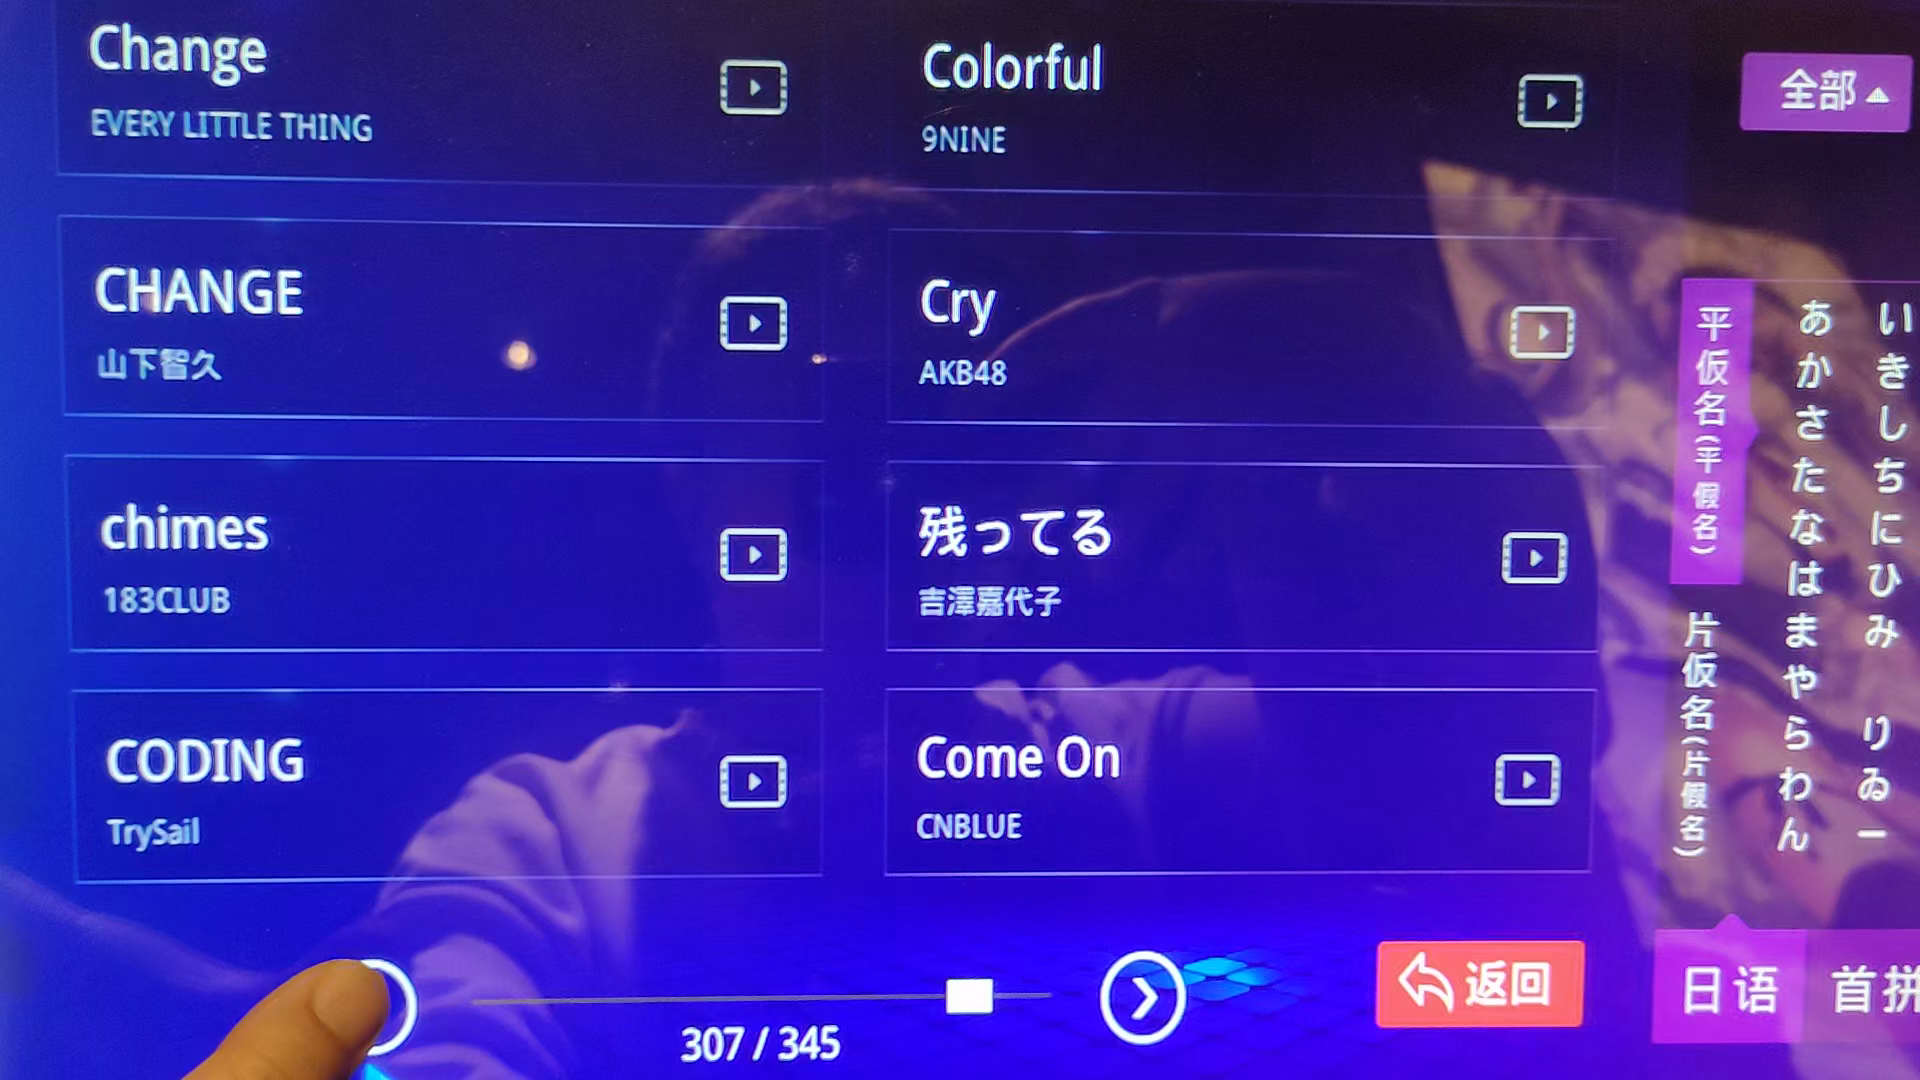 Change
EVERY LITTLE THING
Colorful
9NINE
全部
CHANGE
山下智久
Cry
AKB48
chimes
183CLUB
残ってる
吉澤嘉代子
CODING
TrySail
Come On
CNBLUE
平仮名(平假名)
片仮名(片假名)
あかさたなはまやらわん
いきしちにひみ りゐー
307 / 345
返回
日语
首拼